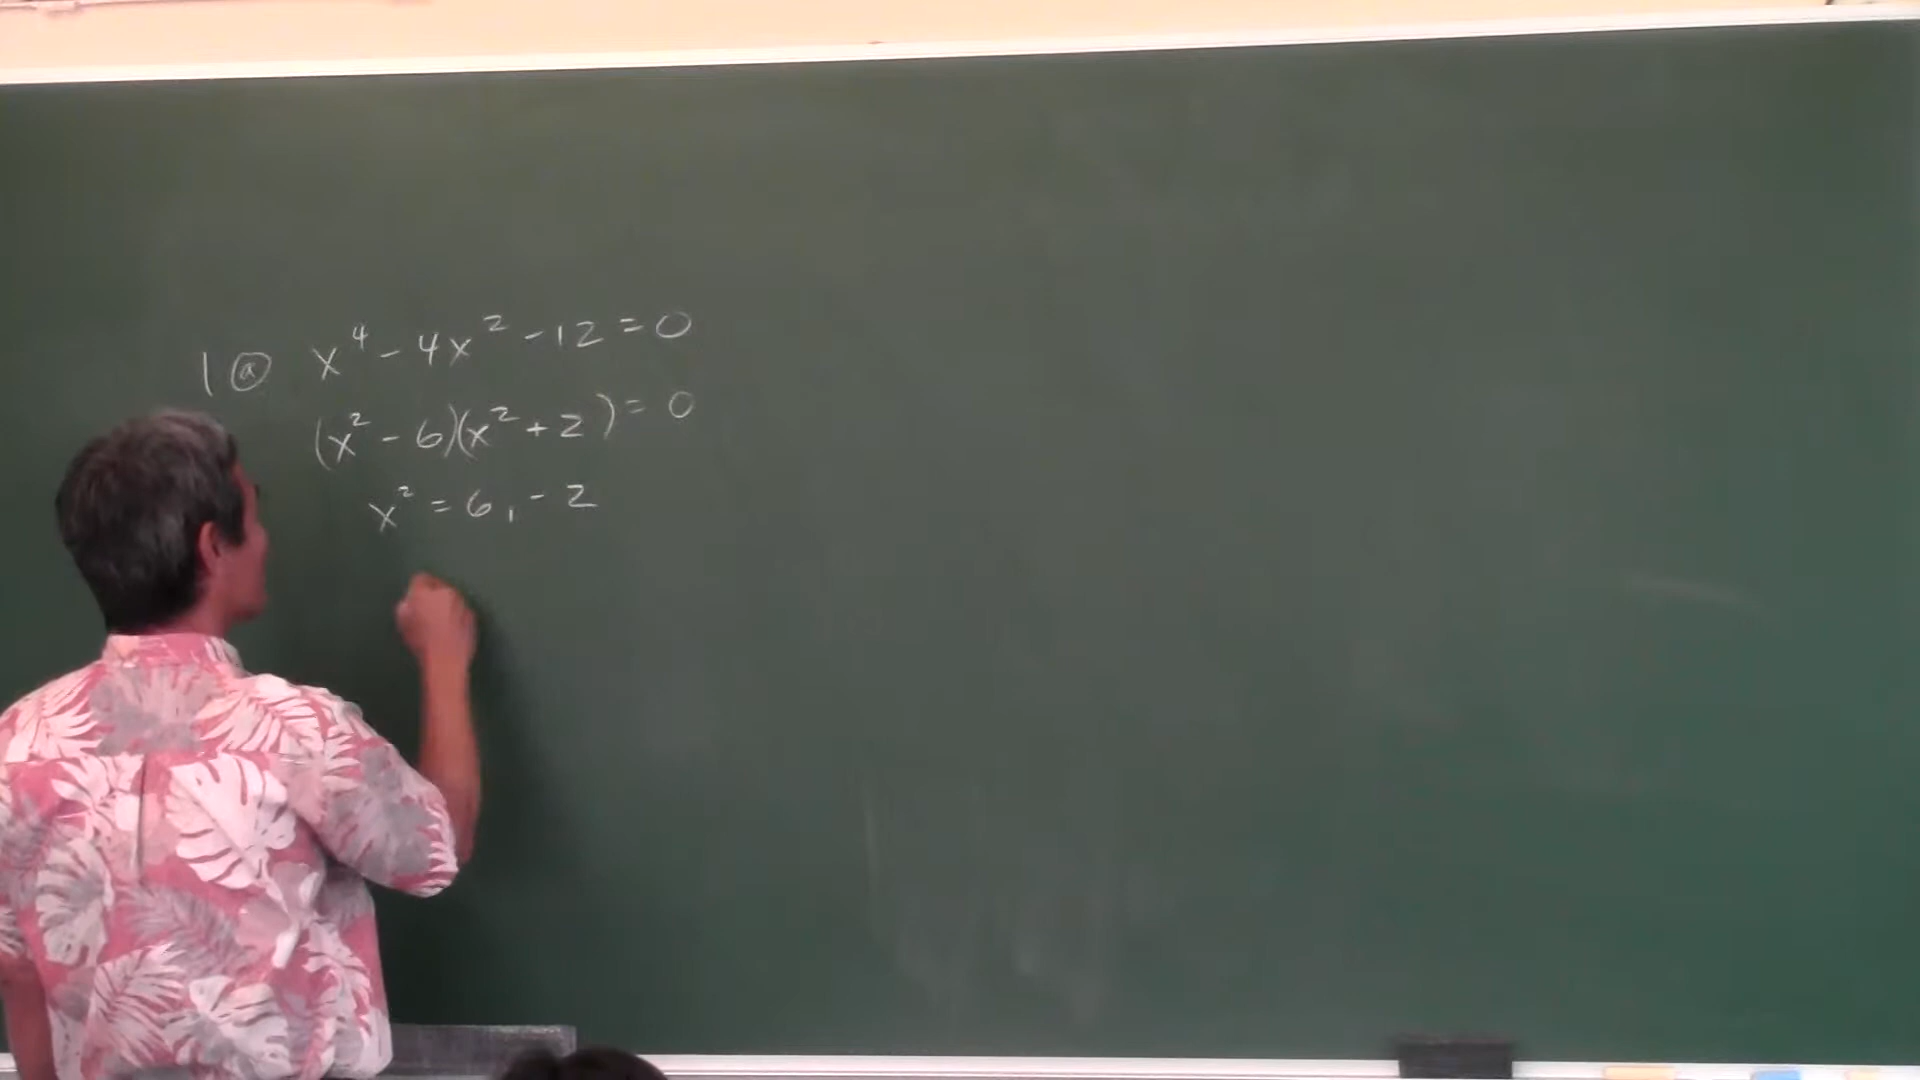 1 ⓐ x⁴ - 4x² - 12 = 0
(x² - 6)(x² + 2) = 0
x² = 6, - 2